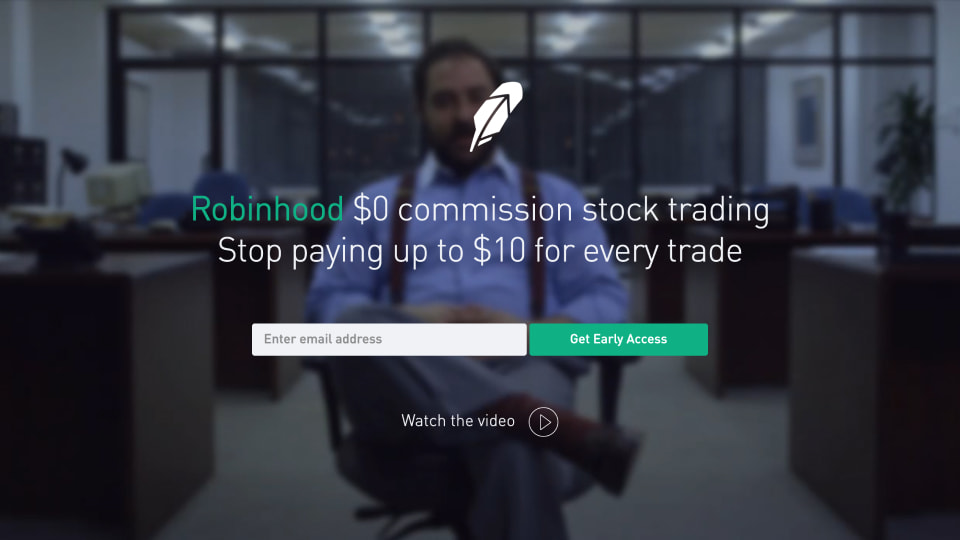 Robinhood $0 commission stock trading
Stop paying up to $10 for every trade
Enter email address
Get Early Access
Watch the video